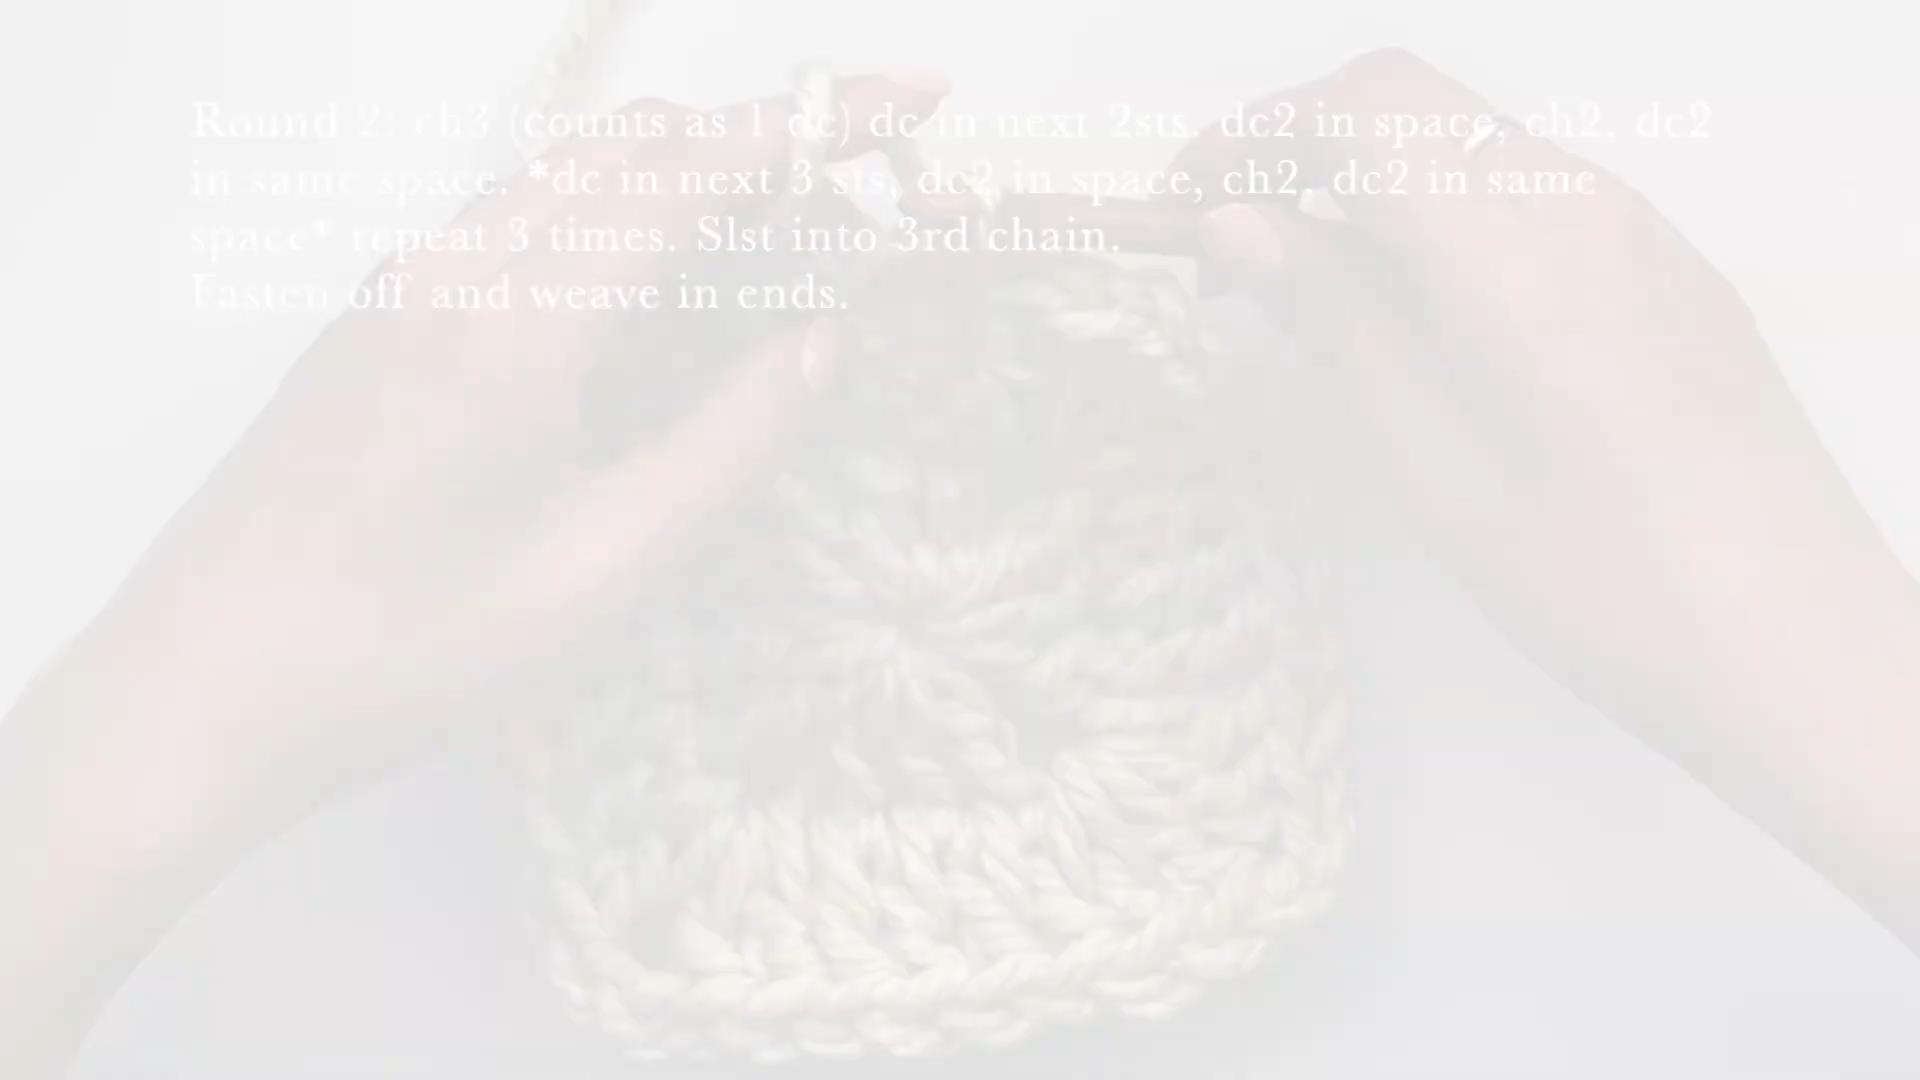 Round 2: ch3 (counts as 1 dc) dc in next 2sts. dc2 in space, ch2, dc2
in same space. *dc in next 3 sts, dc2 in space, ch2, dc2 in same
space* repeat 3 times. Slst into 3rd chain.
Fasten off and weave in ends.